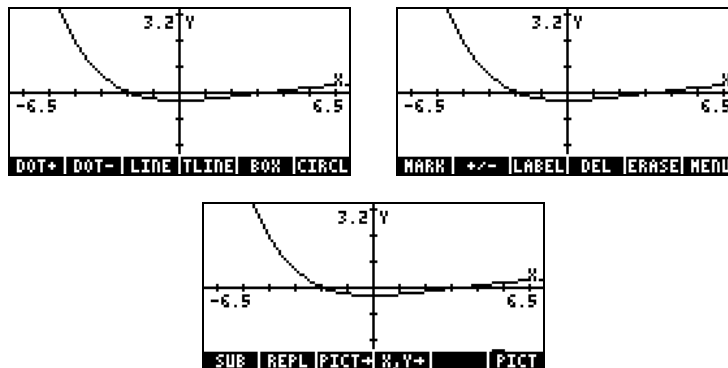 3.2 Y
X
-6.5 6.5
DOT+ DOT- LINE TLINE BOX CIRCL
3.2 Y
X
-6.5 6.5
MARK +/- LABEL DEL ERASE MENU
3.2 Y
X
-6.5 6.5
SUB REPL PICT→ X,Y→ PICT